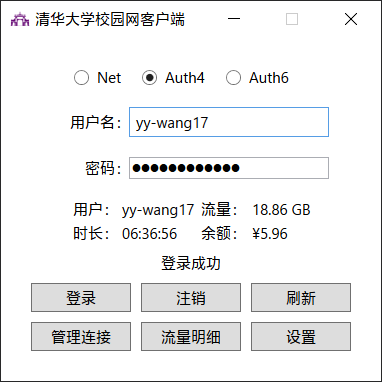 清华大学校园网客户端
Net Auth4 Auth6
用户名： yy-wang17
密码： ●●●●●●●●●●●●
用户： yy-wang17 流量： 18.86 GB
时长： 06:36:56 余额： ¥5.96
登录成功
登录 注销 刷新
管理连接 流量明细 设置